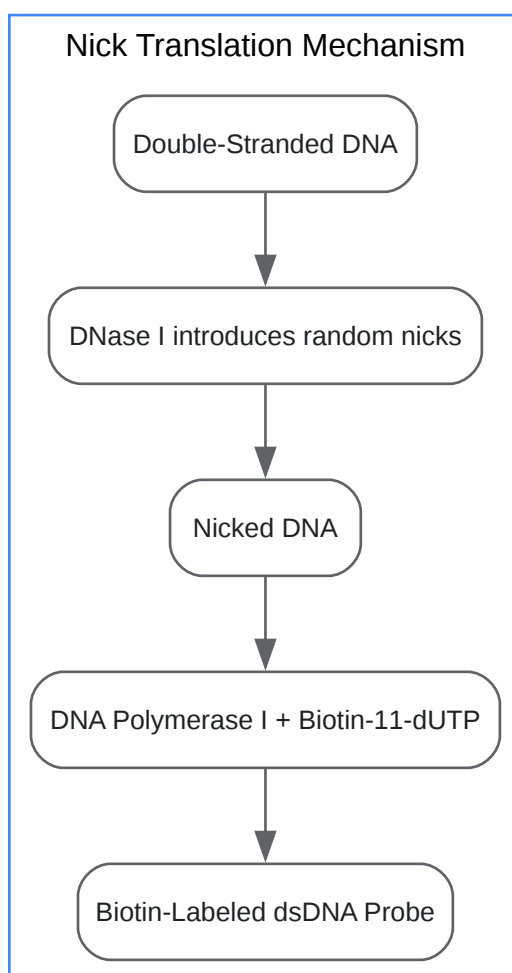 Nick Translation Mechanism
Double-Stranded DNA
DNase I introduces random nicks
Nicked DNA
DNA Polymerase I + Biotin-11-dUTP
Biotin-Labeled dsDNA Probe